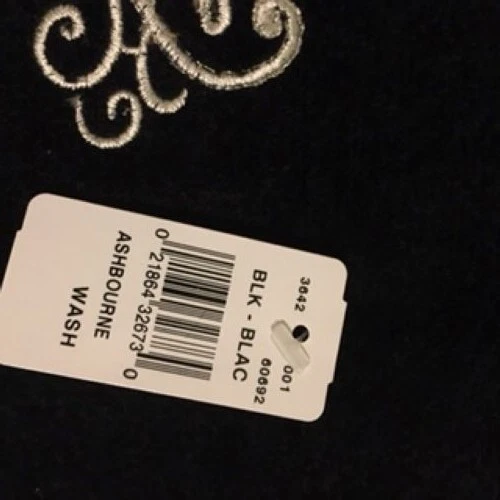 3642 001
60692
BLK - BLAC
0 21864 32673 0
ASHBOURNE
WASH